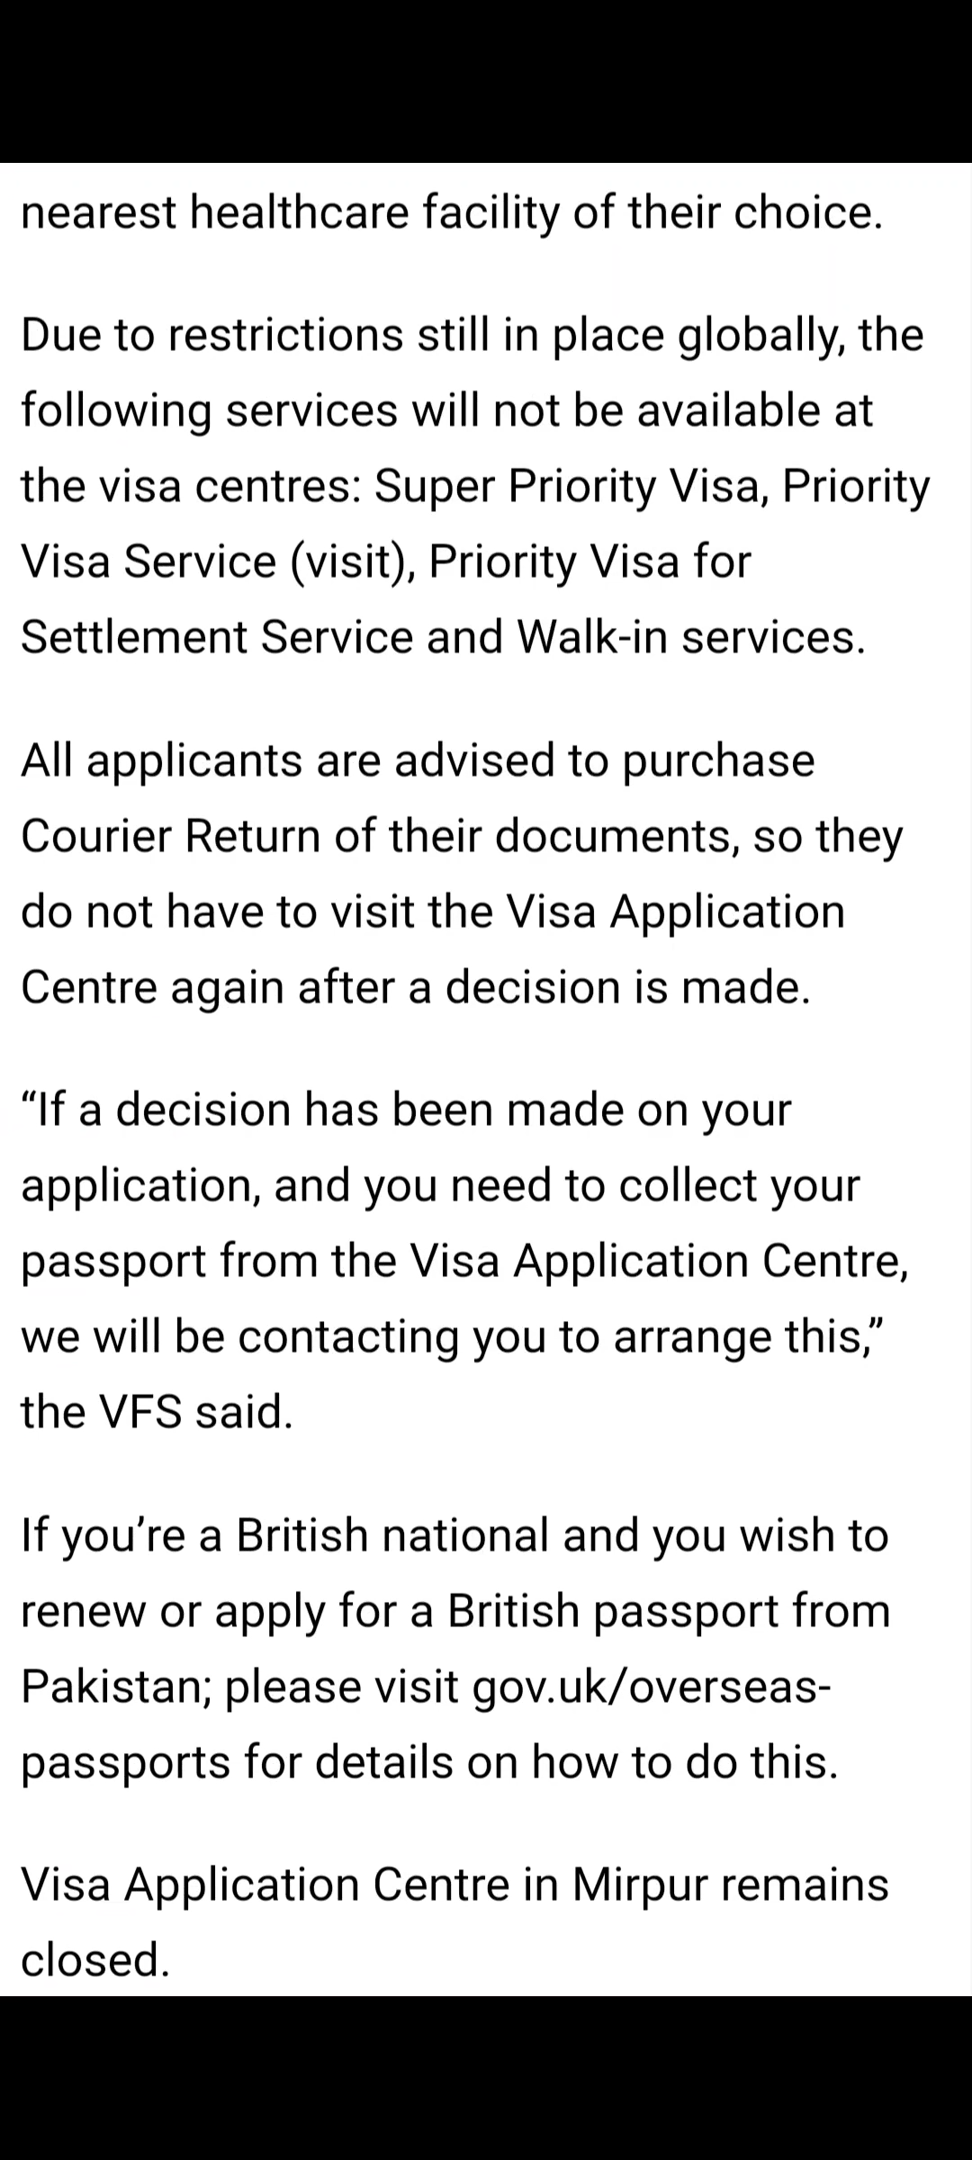 nearest healthcare facility of their choice.
Due to restrictions still in place globally, the
following services will not be available at
the visa centres: Super Priority Visa, Priority
Visa Service (visit), Priority Visa for
Settlement Service and Walk-in services.
All applicants are advised to purchase
Courier Return of their documents, so they
do not have to visit the Visa Application
Centre again after a decision is made.
“If a decision has been made on your
application, and you need to collect your
passport from the Visa Application Centre,
we will be contacting you to arrange this,”
the VFS said.
If you’re a British national and you wish to
renew or apply for a British passport from
Pakistan; please visit gov.uk/overseas-
passports for details on how to do this.
Visa Application Centre in Mirpur remains
closed.